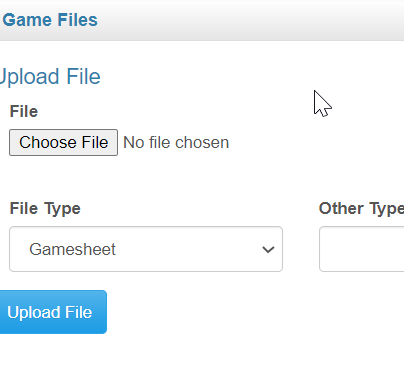 Game Files
Upload File
File
Choose File No file chosen
File Type
Other Type
Gamesheet
Upload File